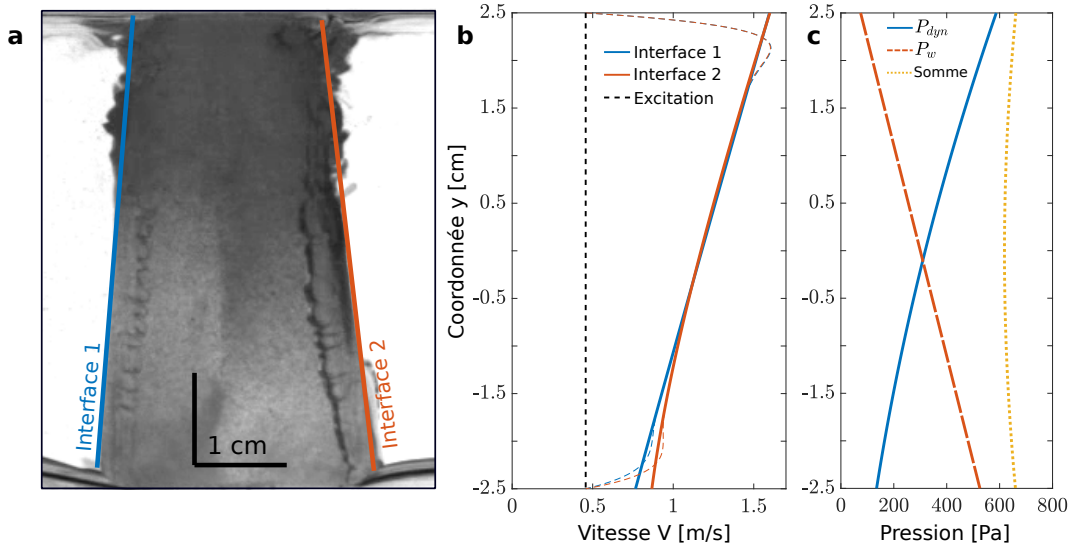 a
Interface 1
Interface 2
1 cm
b
Coordonnée y [cm]
2.5
1.5
0.5
-0.5
-1.5
-2.5
Interface 1
Interface 2
Excitation
0
0.5
1
1.5
Vitesse V [m/s]
c
2.5
1.5
0.5
-0.5
-1.5
-2.5
P_dyn
P_w
Somme
0
200
400
600
800
Pression [Pa]